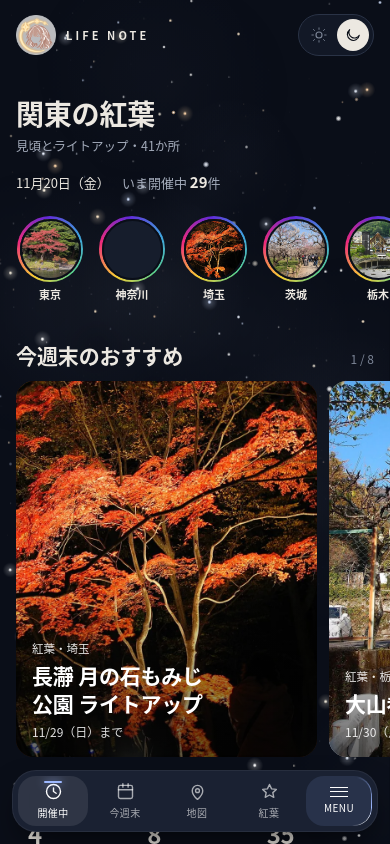 LIFE NOTE
関東の紅葉
見頃とライトアップ・41か所
11月20日（金） いま開催中 29件
東京 神奈川 埼玉 茨城 栃木
今週末のおすすめ 1 / 8
紅葉・埼玉
長瀞 月の石もみじ
公園 ライトアップ
11/29（日）まで
紅葉・栃
大山
11/30（
開催中 今週末 地図 紅葉 MENU
4 8 35